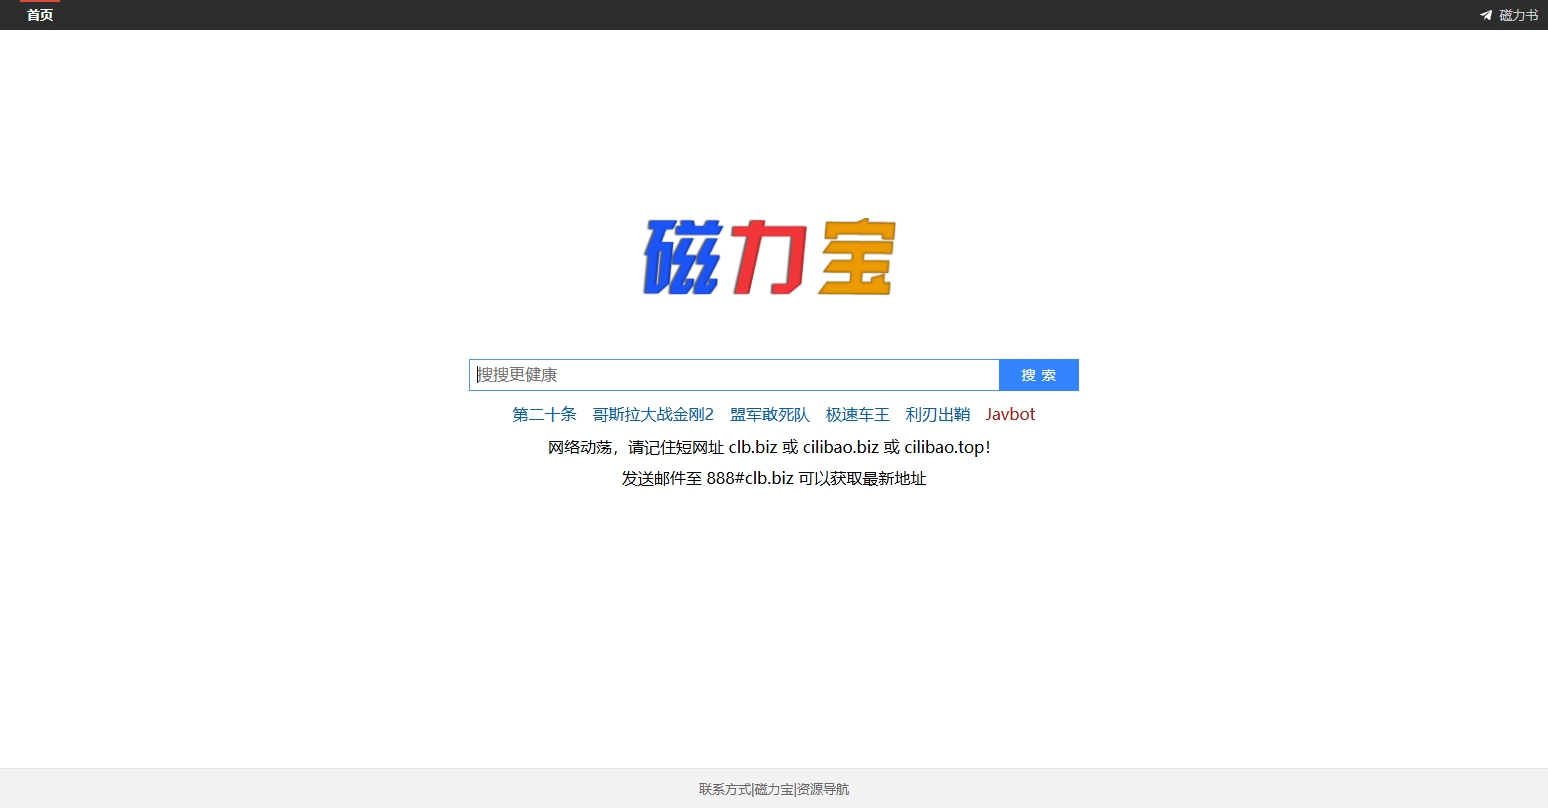 首页
磁力书
磁力宝
搜搜更健康
搜 索
第二十条 哥斯拉大战金刚2 盟军敢死队 极速车王 利刃出鞘 Javbot
网络动荡，请记住短网址 clb.biz 或 cilibao.biz 或 cilibao.top！
发送邮件至 888#clb.biz 可以获取最新地址
联系方式|磁力宝|资源导航